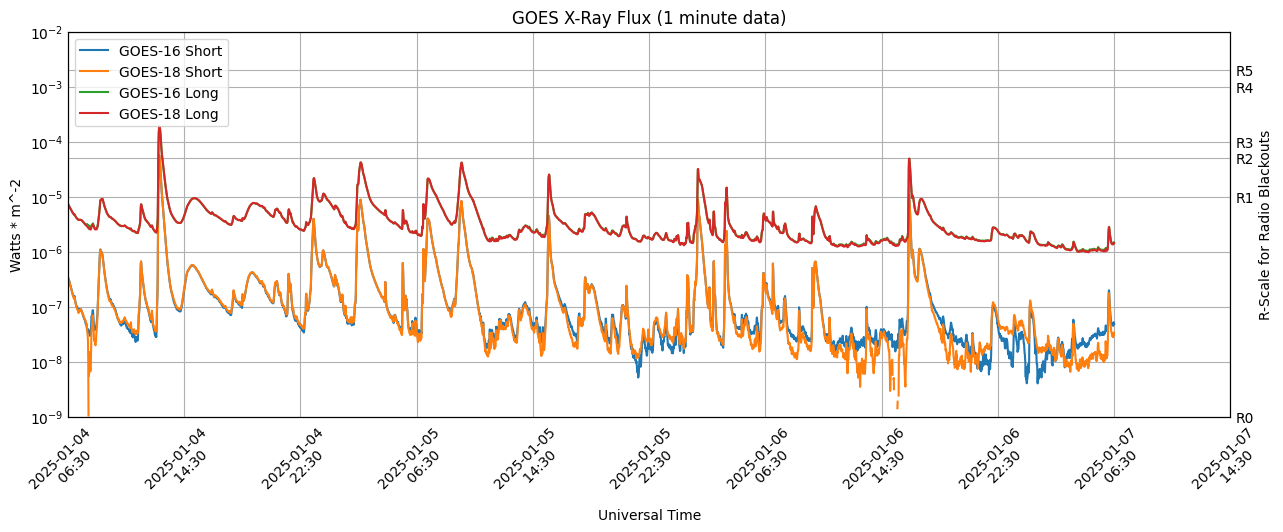 GOES X-Ray Flux (1 minute data)
GOES-16 Short
GOES-18 Short
GOES-16 Long
GOES-18 Long
Watts * m^-2
10^-2
10^-3
10^-4
10^-5
10^-6
10^-7
10^-8
10^-9
R5
R4
R3
R2
R1
R0
R-Scale for Radio Blackouts
2025-01-04
06:30
2025-01-04
14:30
2025-01-04
22:30
2025-01-05
06:30
2025-01-05
14:30
2025-01-05
22:30
2025-01-06
06:30
2025-01-06
14:30
2025-01-06
22:30
2025-01-07
06:30
2025-01-07
14:30
Universal Time